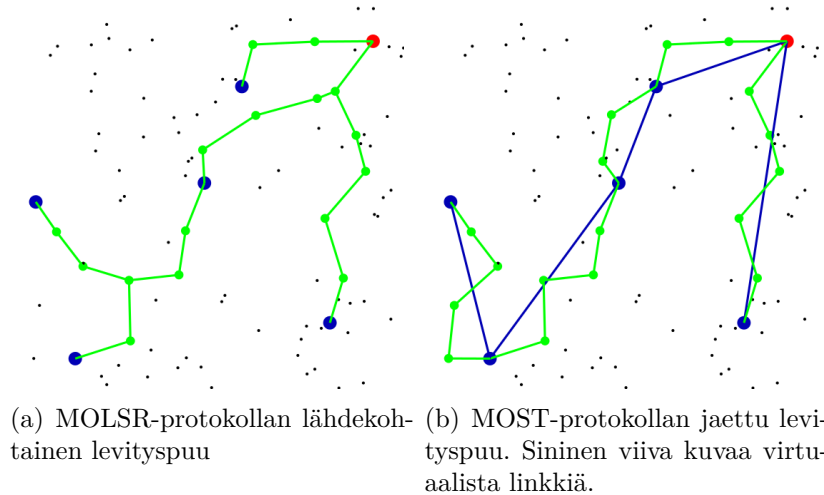 (a) MOLSR-protokollan lähdekoh-
tainen levityspuu
(b) MOST-protokollan jaettu levi-
tyspuu. Sininen viiva kuvaa virtu-
aalista linkkiä.